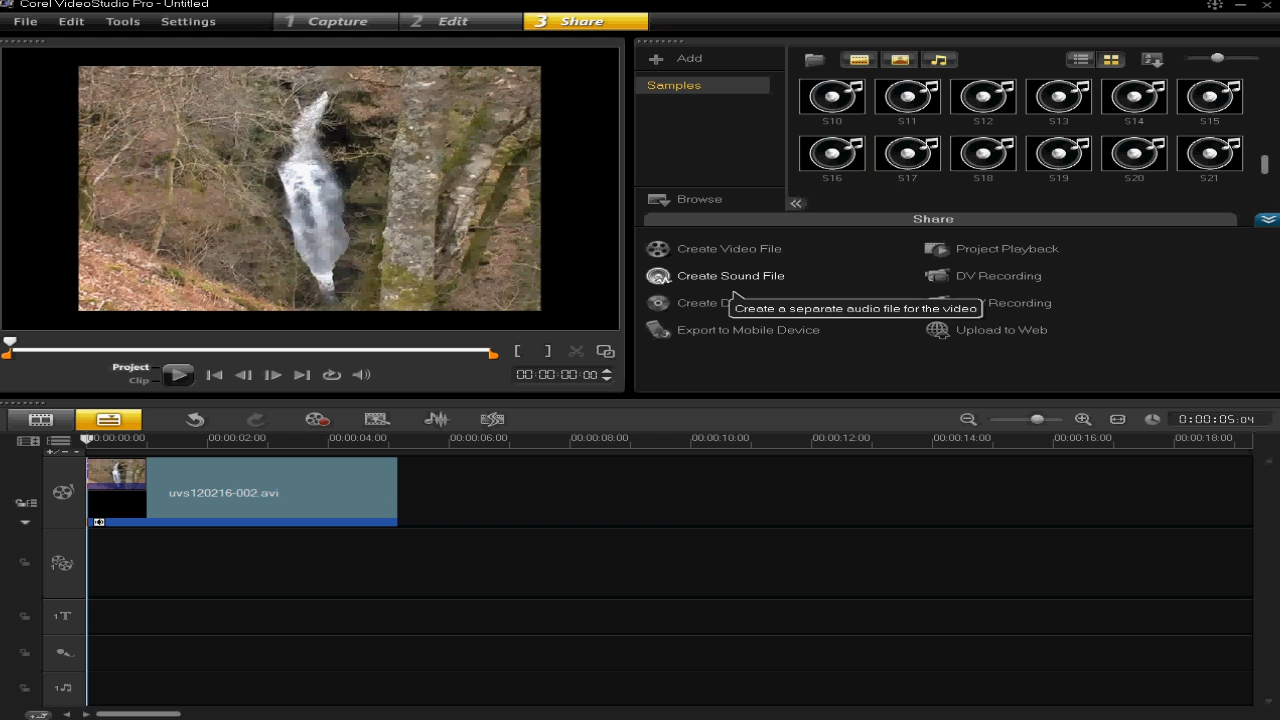 Corel VideoStudio Pro - Untitled
File Edit Tools Settings 1 Capture 2 Edit 3 Share
Add
Samples
S10 S11 S12 S13 S14 S15
S16 S17 S18 S19 S20 S21
Browse
Share
Create Video File Project Playback
Create Sound File DV Recording
Create D Recording
Create a separate audio file for the video
Export to Mobile Device Upload to Web
Project
Clip
[ ] 00:00:00:00
0:00:05:04
00:00:00:00 00:00:02:00 00:00:04:00 00:00:06:00 00:00:08:00 00:00:10:00 00:00:12:00 00:00:14:00 00:00:16:00 00:00:18:00
uvs120216-002.avi
1T
1